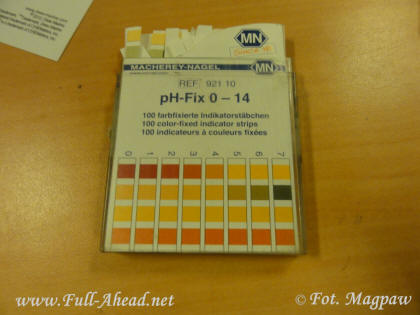 MN
MACHEREY-NAGEL
MN
REF 921 10
pH-Fix 0 – 14
100 farbfixierte Indikatorstäbchen
100 color-fixed indicator strips
100 indicateurs à couleurs fixées
0 1 2 3 4 5 6 7
www.Full-Ahead.net
© Fot. Magpaw